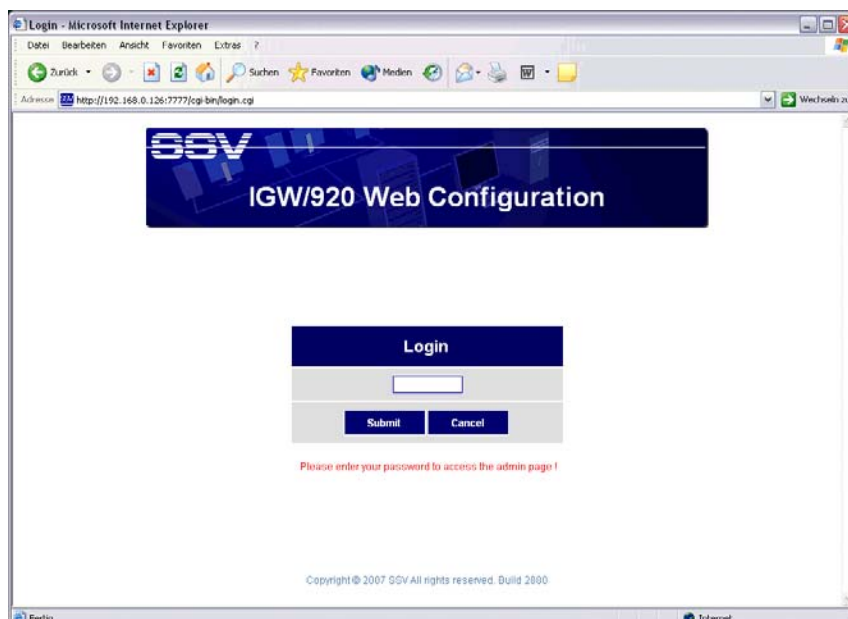 Login - Microsoft Internet Explorer
Datei Bearbeiten Ansicht Favoriten Extras ?
Zurück Suchen Favoriten Medien
Adresse http://192.168.0.126:7777/cgi-bin/login.cgi Wechseln zu
SSV
IGW/920 Web Configuration
Login
Submit Cancel
Please enter your password to access the admin page !
Copyright © 2007 SSV All rights reserved. Build 2880
Fertig Internet